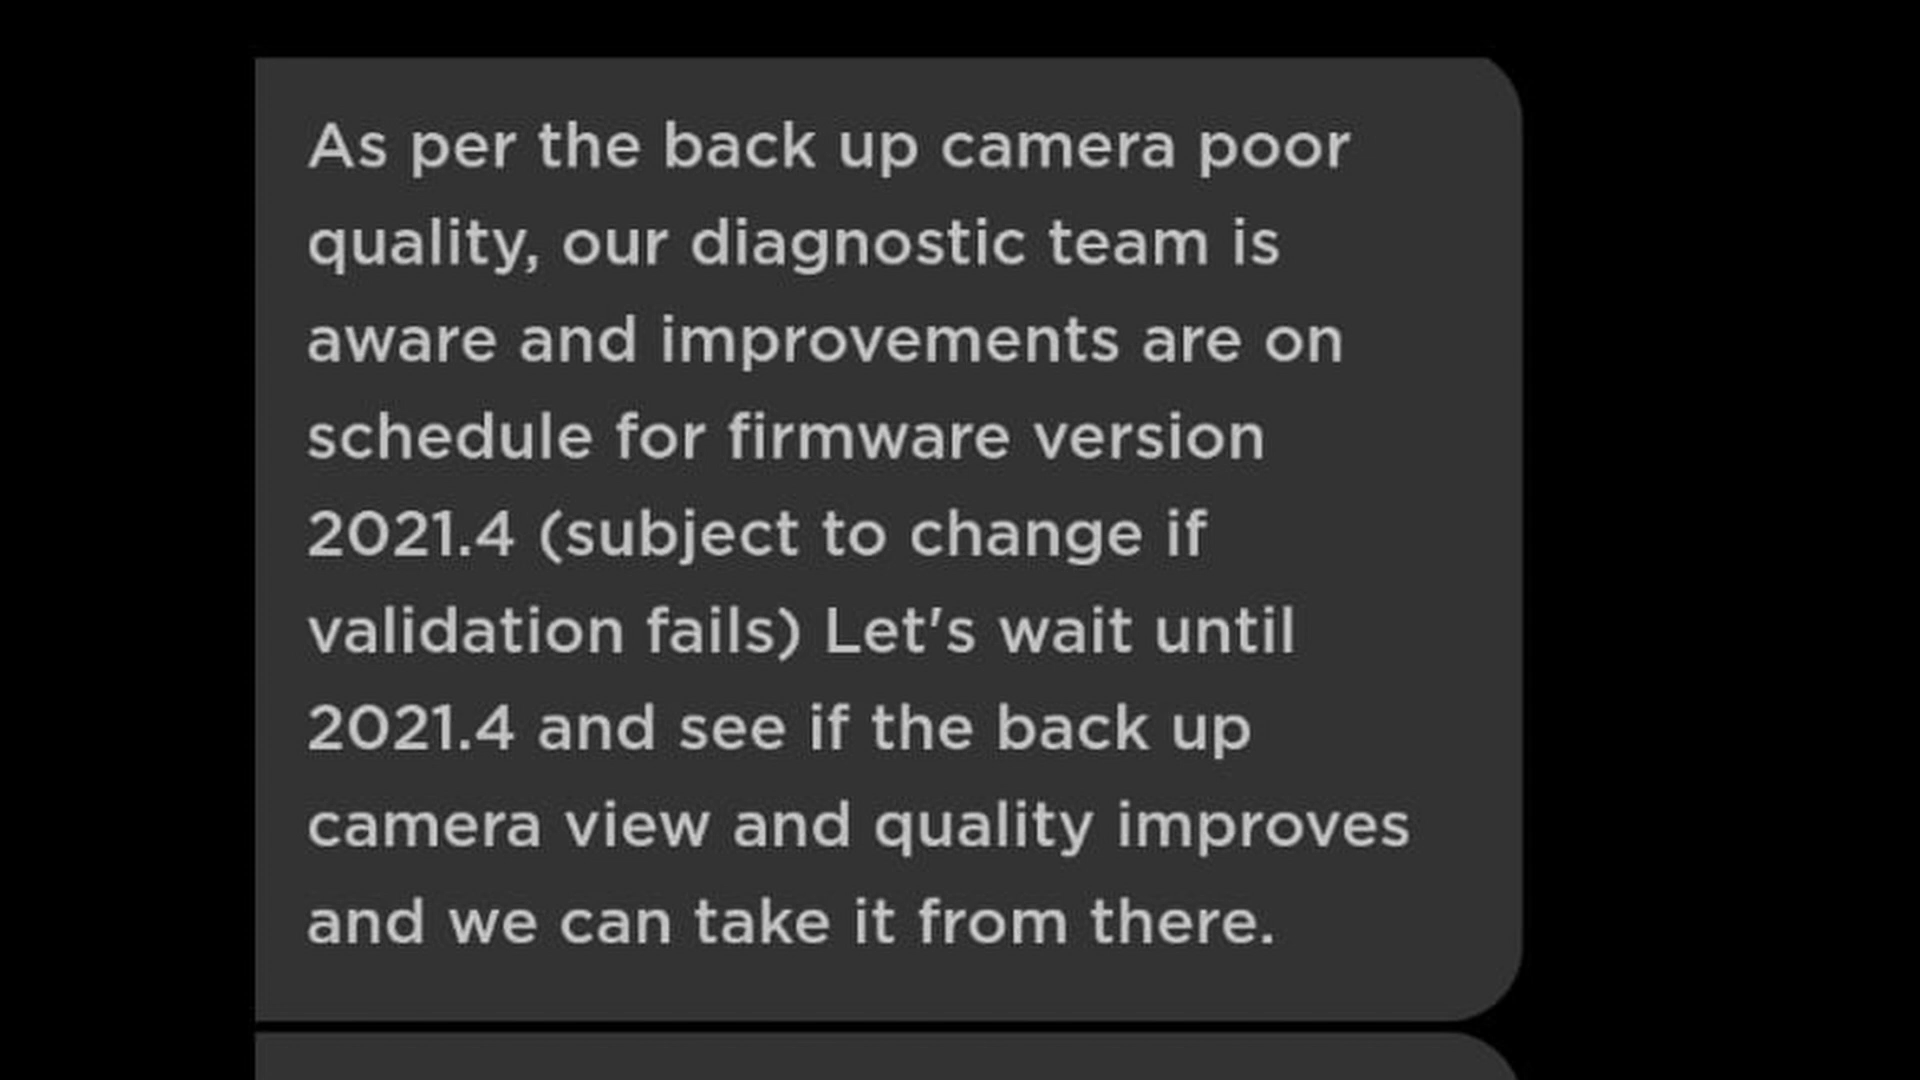 As per the back up camera poor
quality, our diagnostic team is
aware and improvements are on
schedule for firmware version
2021.4 (subject to change if
validation fails) Let's wait until
2021.4 and see if the back up
camera view and quality improves
and we can take it from there.